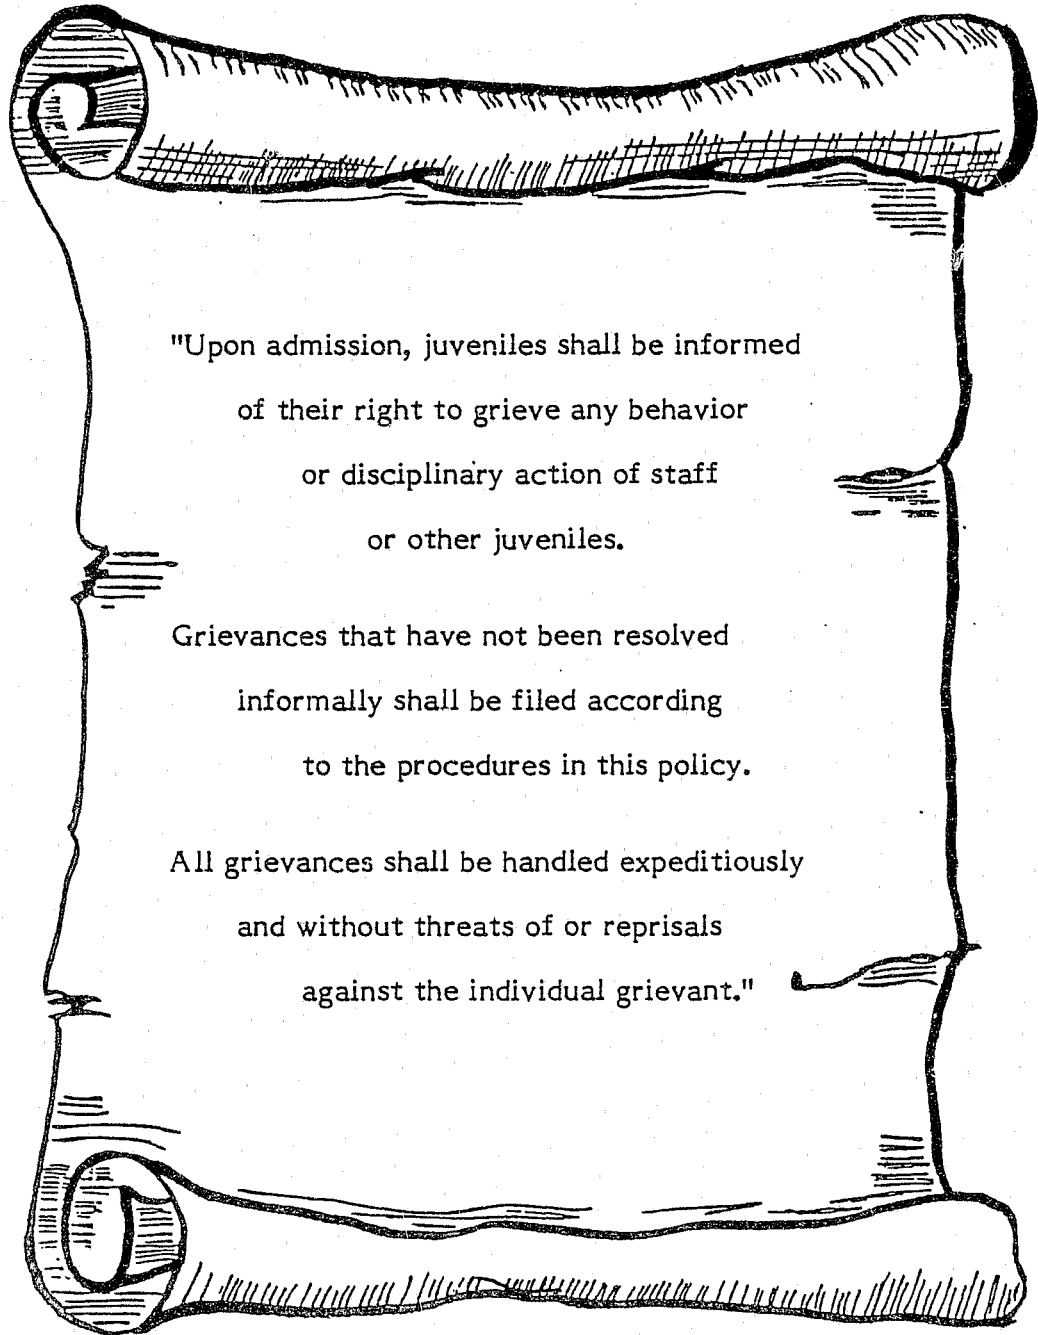 "Upon admission, juveniles shall be informed
of their right to grieve any behavior
or disciplinary action of staff
or other juveniles.
Grievances that have not been resolved
informally shall be filed according
to the procedures in this policy.
All grievances shall be handled expeditiously
and without threats of or reprisals
against the individual grievant."